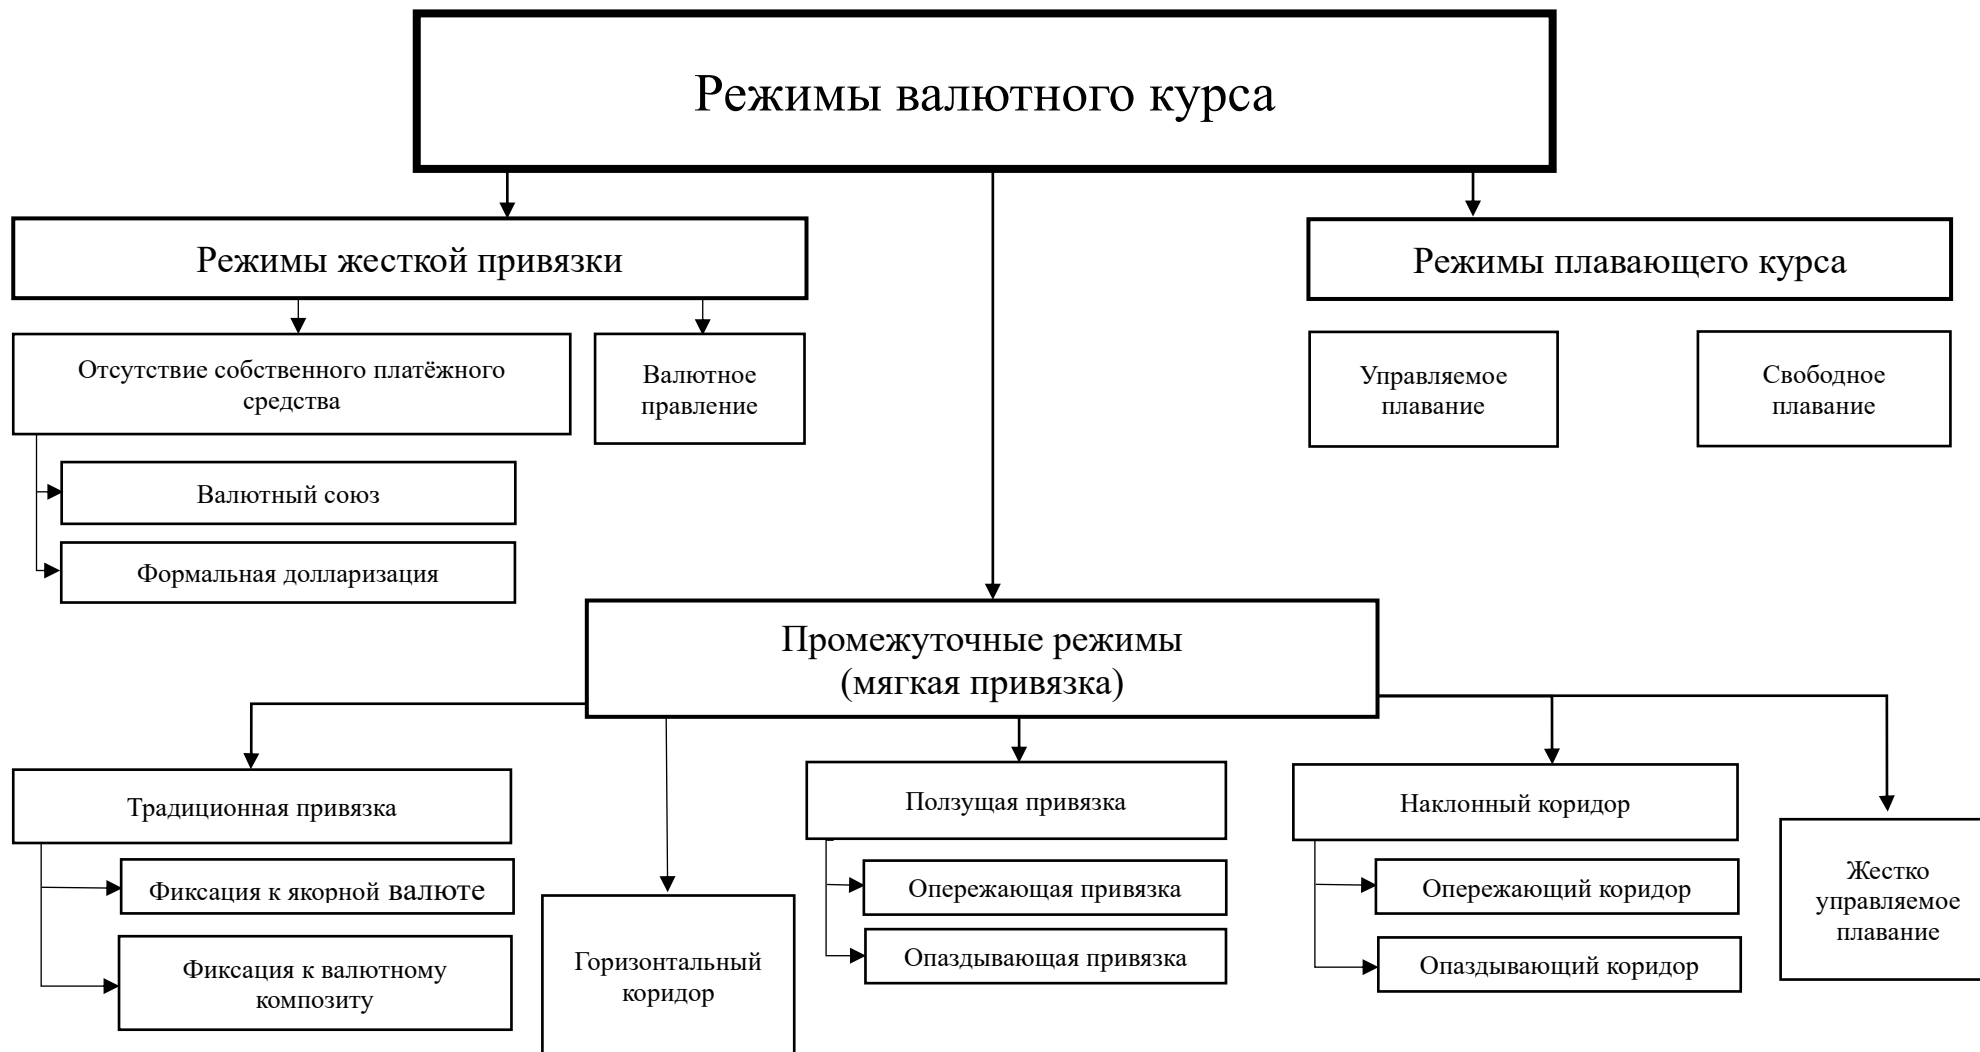 Режимы валютного курса
Режимы жесткой привязки
Режимы плавающего курса
Отсутствие собственного платёжного
средства
Валютное
правление
Управляемое
плавание
Свободное
плавание
Валютный союз
Формальная долларизация
Промежуточные режимы
(мягкая привязка)
Традиционная привязка
Фиксация к якорной валюте
Фиксация к валютному
композиту
Горизонтальный
коридор
Ползущая привязка
Опережающая привязка
Опаздывающая привязка
Наклонный коридор
Опережающий коридор
Опаздывающий коридор
Жестко
управляемое
плавание